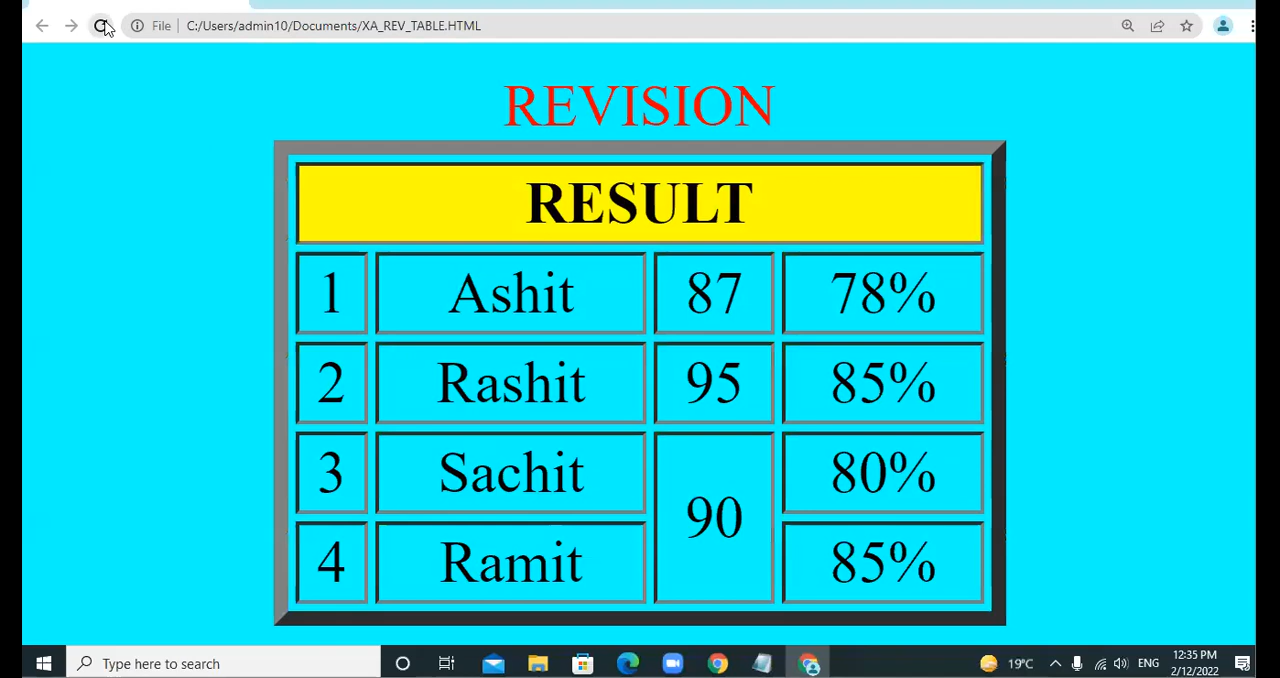 File C:/Users/admin10/Documents/XA_REV_TABLE.HTML
REVISION
RESULT
1 Ashit 87 78%
2 Rashit 95 85%
3 Sachit 80%
90
4 Ramit 85%
Type here to search 19°C ENG 12:35 PM
2/12/2022